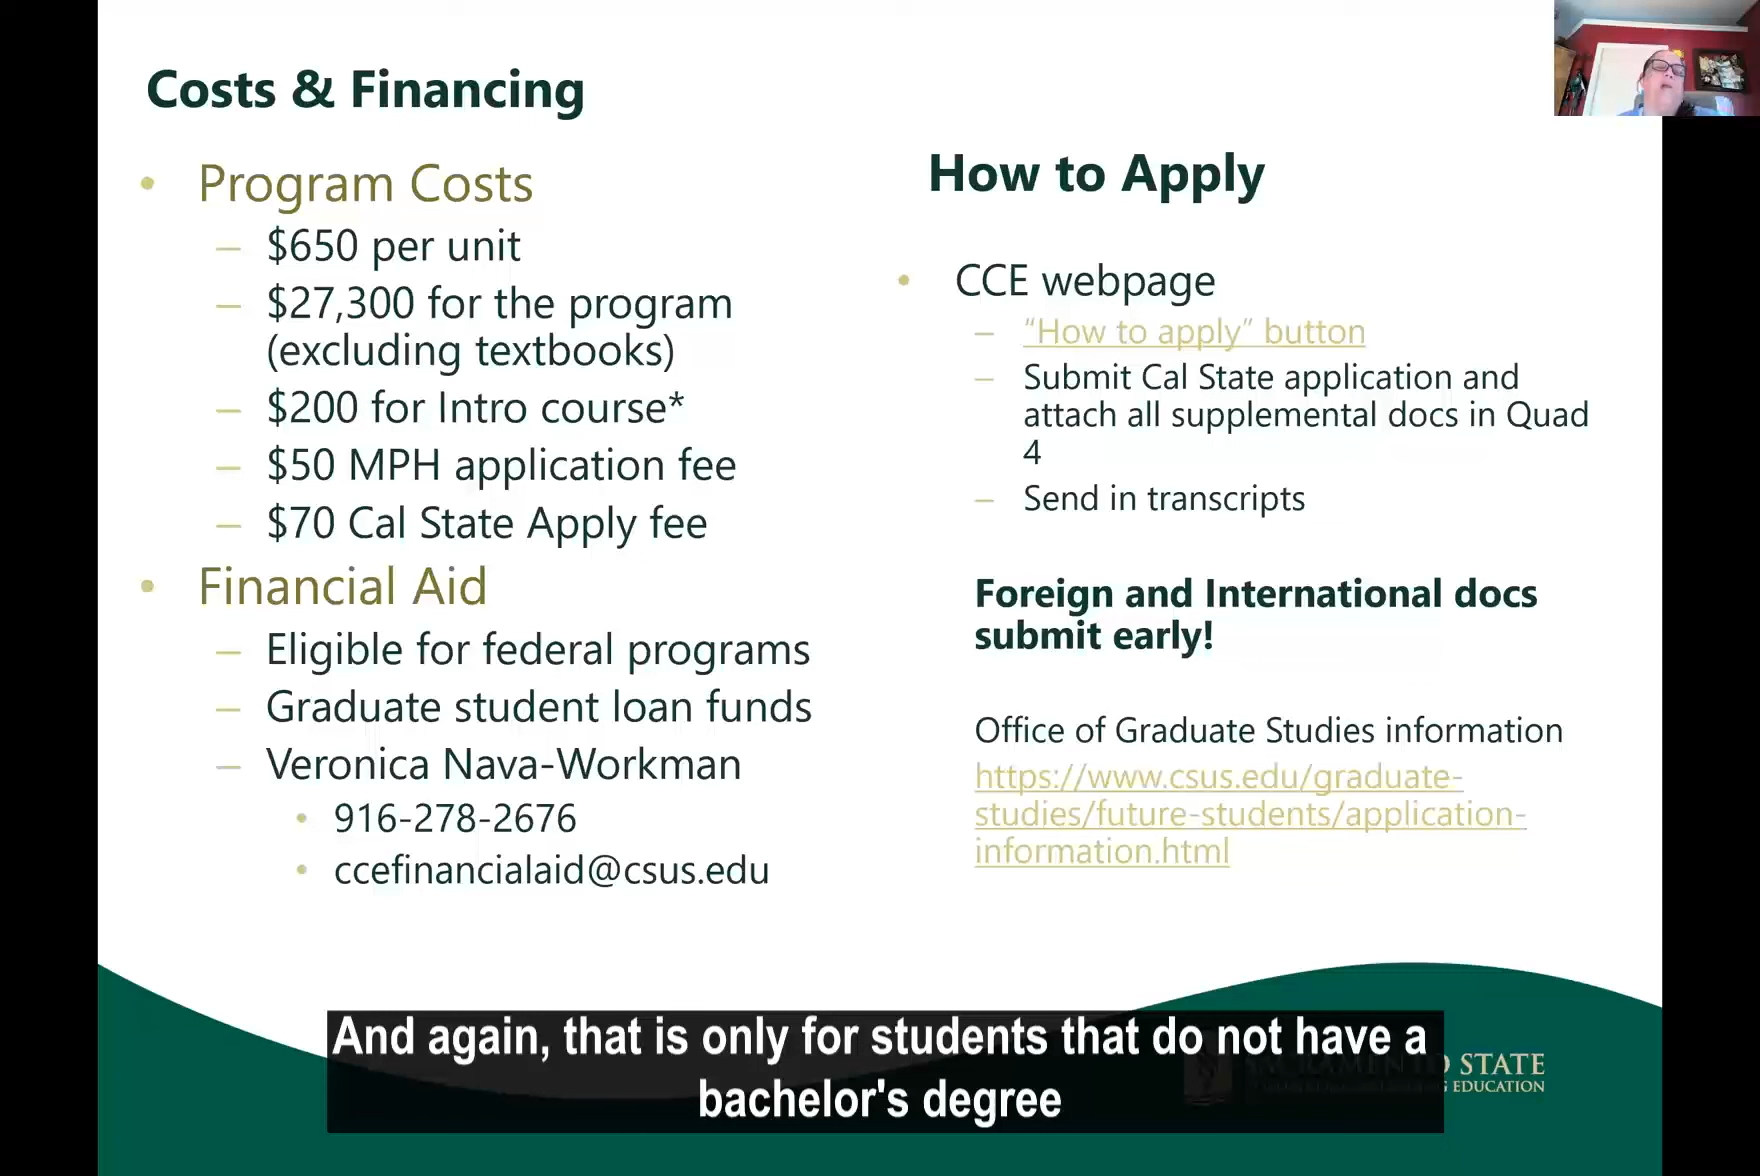 Costs & Financing
• Program Costs
– $650 per unit
– $27,300 for the program
(excluding textbooks)
– $200 for Intro course*
– $50 MPH application fee
– $70 Cal State Apply fee
• Financial Aid
– Eligible for federal programs
– Graduate student loan funds
– Veronica Nava-Workman
• 916-278-2676
• ccefinancialaid@csus.edu
How to Apply
• CCE webpage
– “How to apply” button
– Submit Cal State application and
attach all supplemental docs in Quad
4
– Send in transcripts
Foreign and International docs
submit early!
Office of Graduate Studies information
https://www.csus.edu/graduate-
studies/future-students/application-
information.html
And again, that is only for students that do not have a
bachelor's degree
SACRAMENTO STATE
EDUCATION